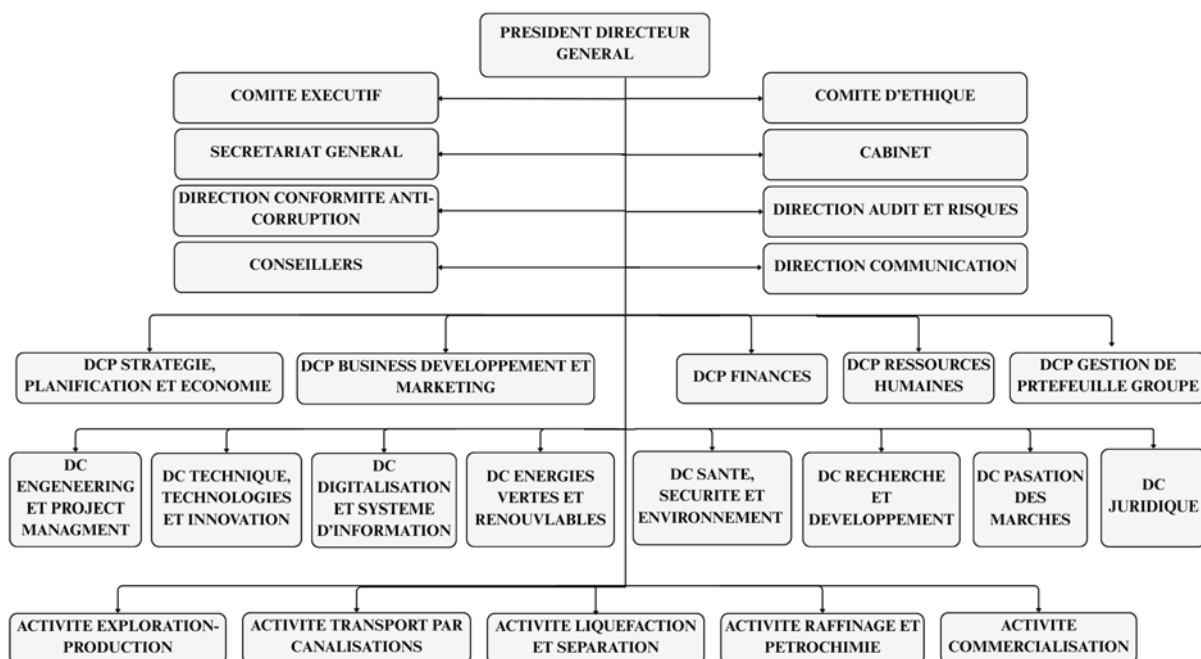 PRESIDENT DIRECTEUR
GENERAL
COMITE EXECUTIF
COMITE D'ETHIQUE
SECRETARIAT GENERAL
CABINET
DIRECTION CONFORMITE ANTI-
CORRUPTION
DIRECTION AUDIT ET RISQUES
CONSEILLERS
DIRECTION COMMUNICATION
DCP STRATEGIE,
PLANIFICATION ET ECONOMIE
DCP BUSINESS DEVELOPPEMENT ET
MARKETING
DCP FINANCES
DCP RESSOURCES
HUMAINES
DCP GESTION DE
PRTEFEUILLE GROUPE
DC
ENGENEERING
ET PROJECT
MANAGMENT
DC TECHNIQUE,
TECHNOLOGIES
ET INNOVATION
DC
DIGITALISATION
ET SYSTEME
D'INFORMATION
DC ENERGIES
VERTES ET
RENOUVLABLES
DC SANTE,
SECURITE ET
ENVIRONNEMENT
DC RECHERCHE
ET
DEVELOPPEMENT
DC PASATION
DES
MARCHES
DC
JURIDIQUE
ACTIVITE EXPLORATION-
PRODUCTION
ACTIVITE TRANSPORT PAR
CANALISATIONS
ACTIVITE LIQUEFACTION
ET SEPARATION
ACTIVITE RAFFINAGE ET
PETROCHIMIE
ACTIVITE
COMMERCIALISATION